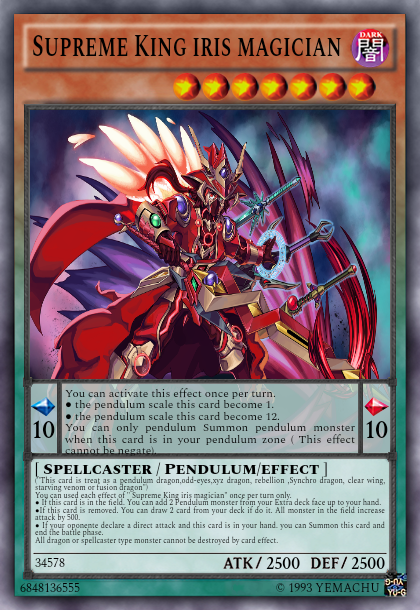 Supreme King iris magician
DARK
闇
You can activate this effect once per turn.
● the pendulum scale this card become 1.
● the pendulum scale this card become 12.
You can only pendulum Summon pendulum monster
when this card is in your pendulum zone ( This effect
cannot be negate).
10
10
[ Spellcaster / Pendulum/effect ]
( This card is treat as a pendulum dragon,odd-eyes,xyz dragon, rebellion ,Synchro dragon, clear wing,
starving venom or fusion dragon")
You can used each effect of "Supreme King iris magician" once per turn only.
● If this card is in the field. You can add 2 Pendulum monster from your Extra deck face up to your hand.
●If this card is removed. You can draw 2 card from your deck if do it. All monster in the field increase
attack by 500.
● If your oponente declare a direct attack and this card is in your hand. you can Summon this card and
end the battle phase.
All dragon or spellcaster type monster cannot be destroyed by card effect.
34578
ATK / 2500 DEF / 2500
6848136555
© 1993 YEMACHU